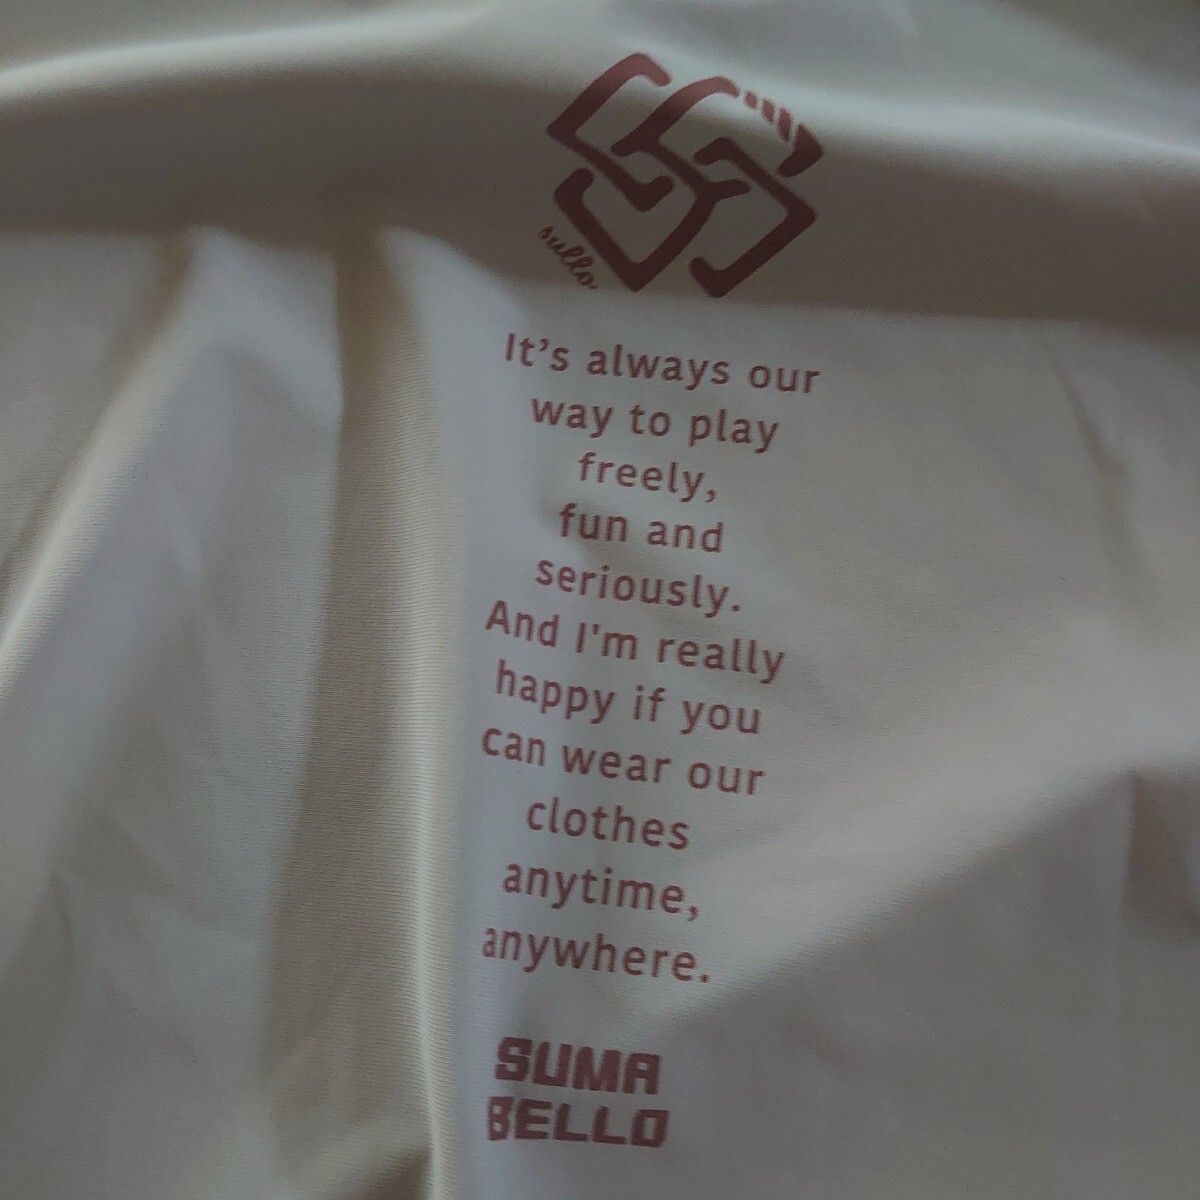 sullo
It’s always our
way to play
freely,
fun and
seriously.
And I'm really
happy if you
can wear our
clothes
anytime,
anywhere.
SUMA
BELLO